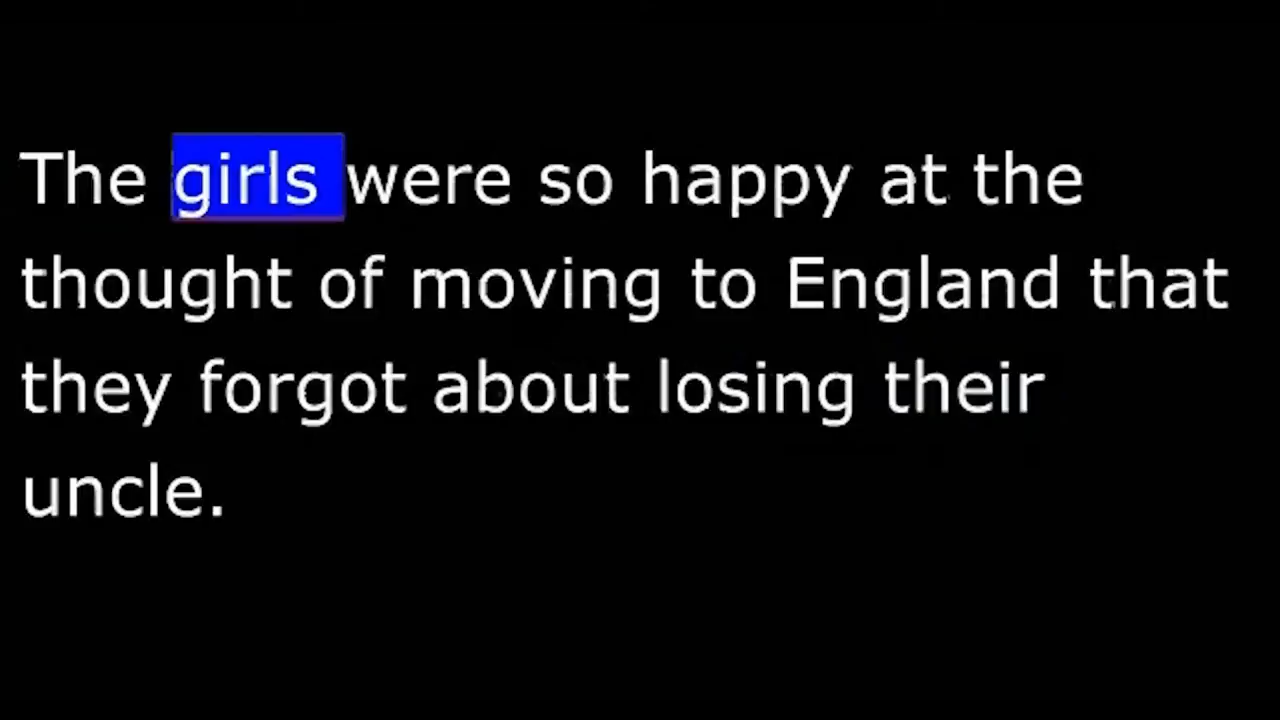 The girls were so happy at the
thought of moving to England that
they forgot about losing their
uncle.